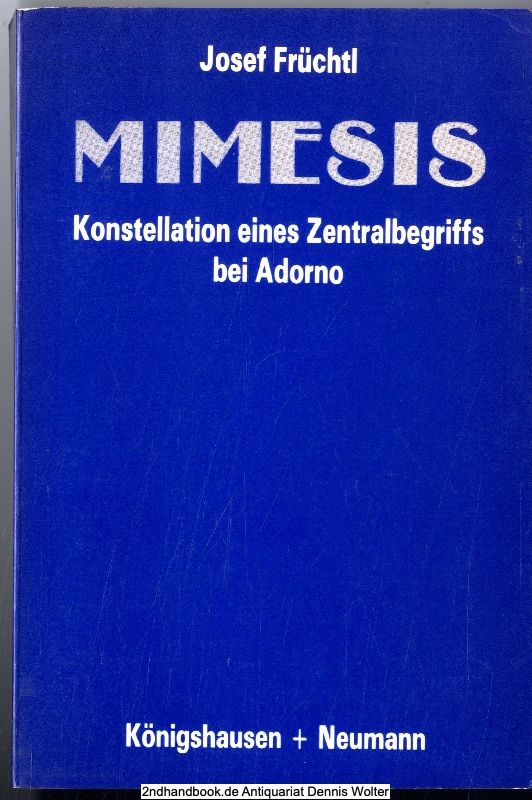 Josef Früchtl
MIMESIS
Konstellation eines Zentralbegriffs
bei Adorno
Königshausen + Neumann
2ndhandbook.de Antiquariat Dennis Wolter